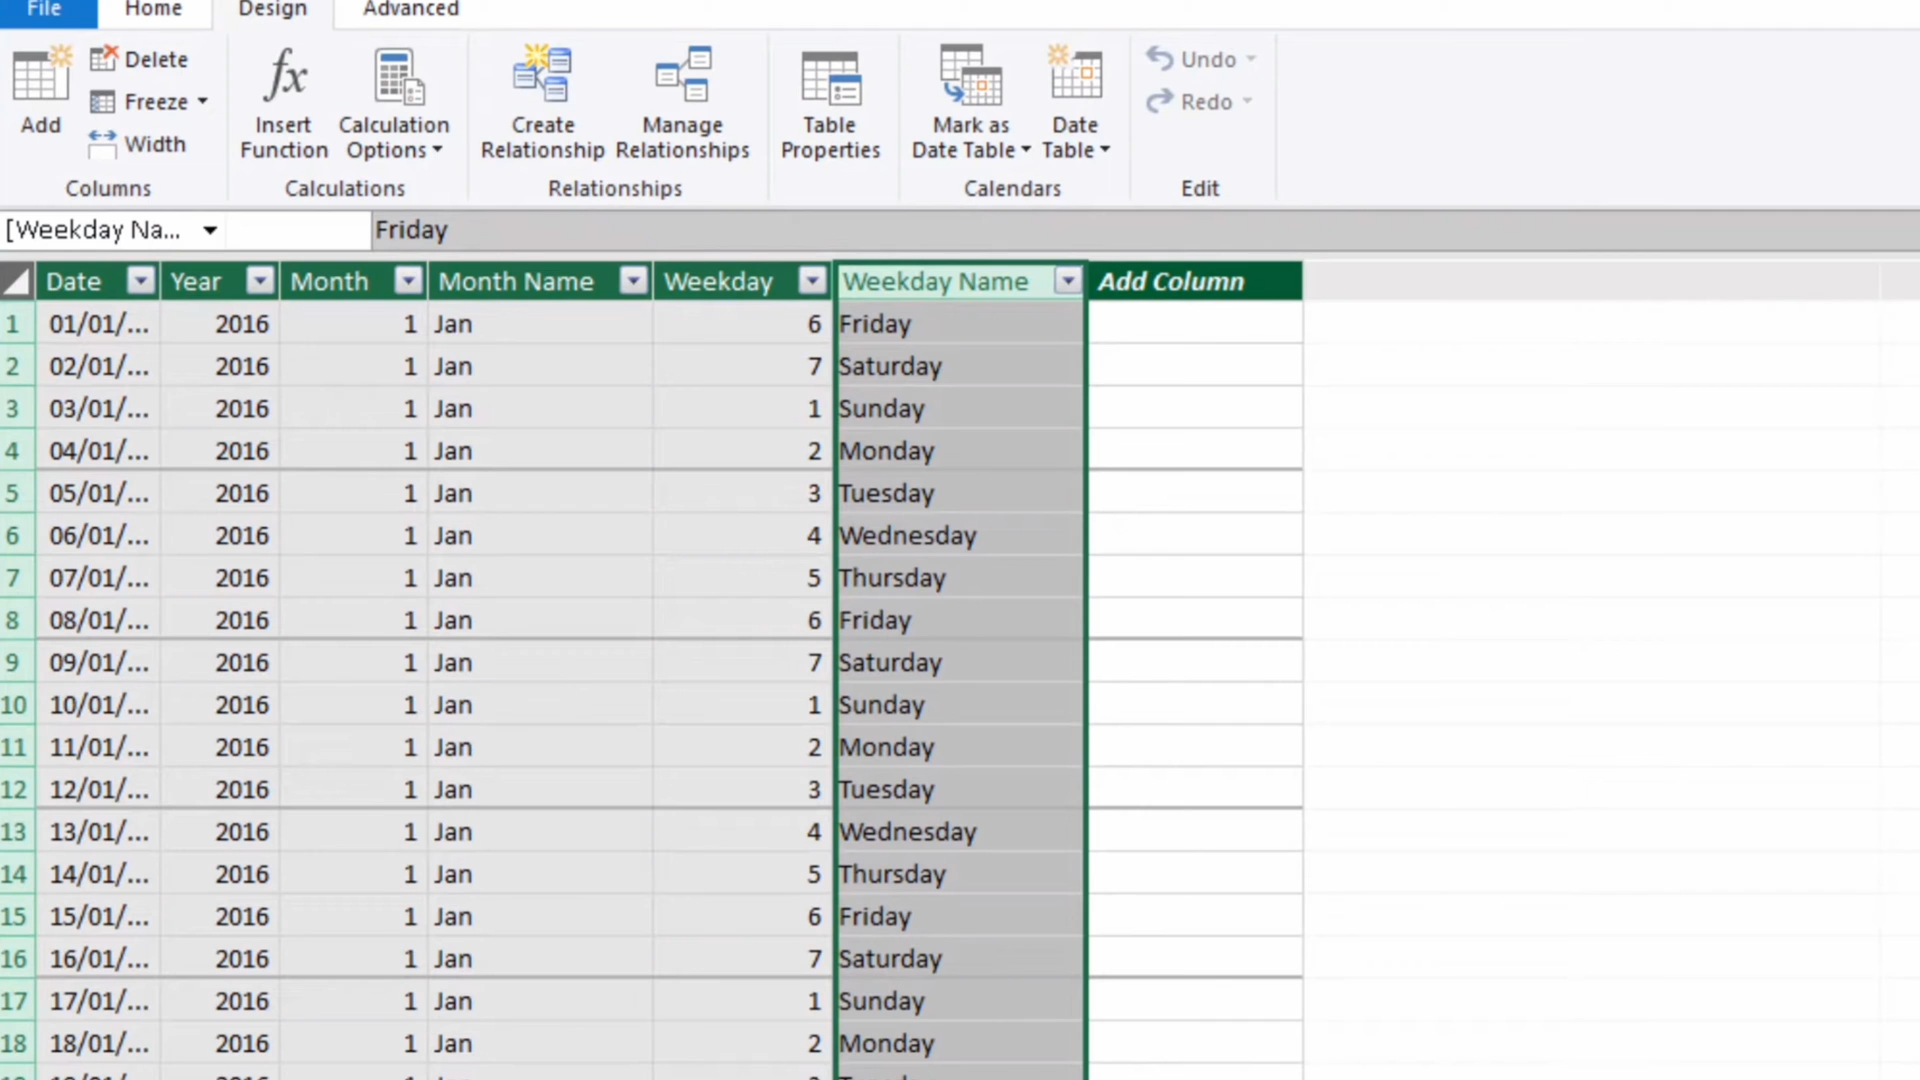 File Home Design Advanced
Add
Delete
Freeze
Width
Columns
fx
Insert
Function
Calculation
Options
Calculations
Create
Relationship
Manage
Relationships
Relationships
Table
Properties
Mark as
Date Table
Date
Table
Calendars
Undo
Redo
Edit
[Weekday Na... Friday
Date Year Month Month Name Weekday Weekday Name Add Column
1 01/01/... 2016 1 Jan 6 Friday
2 02/01/... 2016 1 Jan 7 Saturday
3 03/01/... 2016 1 Jan 1 Sunday
4 04/01/... 2016 1 Jan 2 Monday
5 05/01/... 2016 1 Jan 3 Tuesday
6 06/01/... 2016 1 Jan 4 Wednesday
7 07/01/... 2016 1 Jan 5 Thursday
8 08/01/... 2016 1 Jan 6 Friday
9 09/01/... 2016 1 Jan 7 Saturday
10 10/01/... 2016 1 Jan 1 Sunday
11 11/01/... 2016 1 Jan 2 Monday
12 12/01/... 2016 1 Jan 3 Tuesday
13 13/01/... 2016 1 Jan 4 Wednesday
14 14/01/... 2016 1 Jan 5 Thursday
15 15/01/... 2016 1 Jan 6 Friday
16 16/01/... 2016 1 Jan 7 Saturday
17 17/01/... 2016 1 Jan 1 Sunday
18 18/01/... 2016 1 Jan 2 Monday